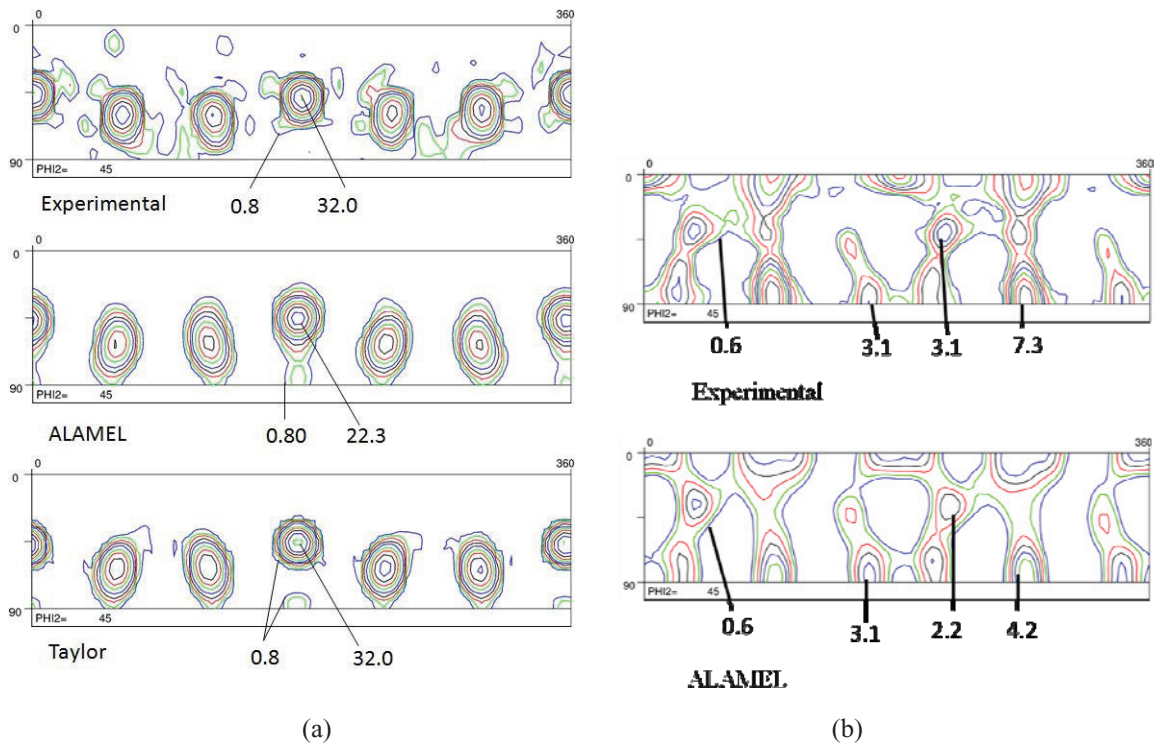 0 360
0
90
PHI2= 45
Experimental 0.8 32.0
0 360
0
90
PHI2= 45
ALAMEL 0.80 22.3
0 360
0
90
PHI2= 45
Taylor 0.8 32.0
(a)
0 360
0
90
PHI2= 45
0.6 3.1 3.1 7.3
Experimental
0 360
0
90
PHI2= 45
0.6 3.1 2.2 4.2
ALAMEL
(b)